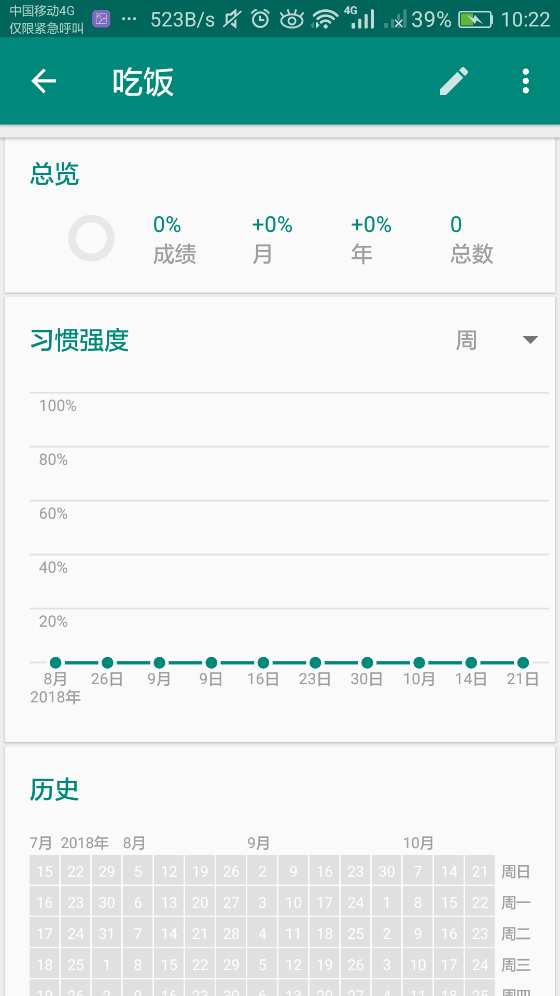 中国移动4G
仅限紧急呼叫
523B/s 4G 39% 10:22
吃饭
总览
0% +0% +0% 0
成绩 月 年 总数
习惯强度 周
100%
80%
60%
40%
20%
8月 26日 9月 9日 16日 23日 30日 10月 14日 21日
2018年
历史
7月 2018年 8月 9月 10月
15 22 29 5 12 19 26 2 9 16 23 30 7 14 21 周日
16 23 30 6 13 20 27 3 10 17 24 1 8 15 22 周一
17 24 31 7 14 21 28 4 11 18 25 2 9 16 23 周二
18 25 1 8 15 22 29 5 12 19 26 3 10 17 24 周三
19 26 2 9 16 23 30 6 13 20 27 4 11 18 25 周四